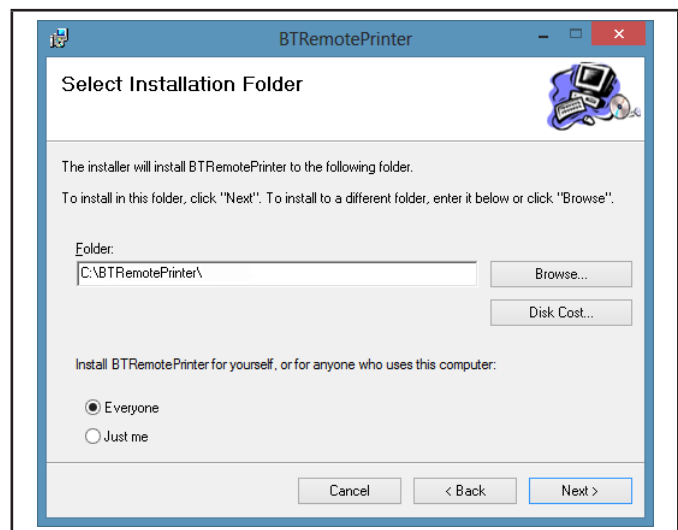 BTRemotePrinter
Select Installation Folder
The installer will install BTRemotePrinter to the following folder.
To install in this folder, click "Next". To install to a different folder, enter it below or click "Browse".
Folder:
C:\BTRemotePrinter\
Browse...
Disk Cost...
Install BTRemotePrinter for yourself, or for anyone who uses this computer:
Everyone
Just me
Cancel
< Back
Next >